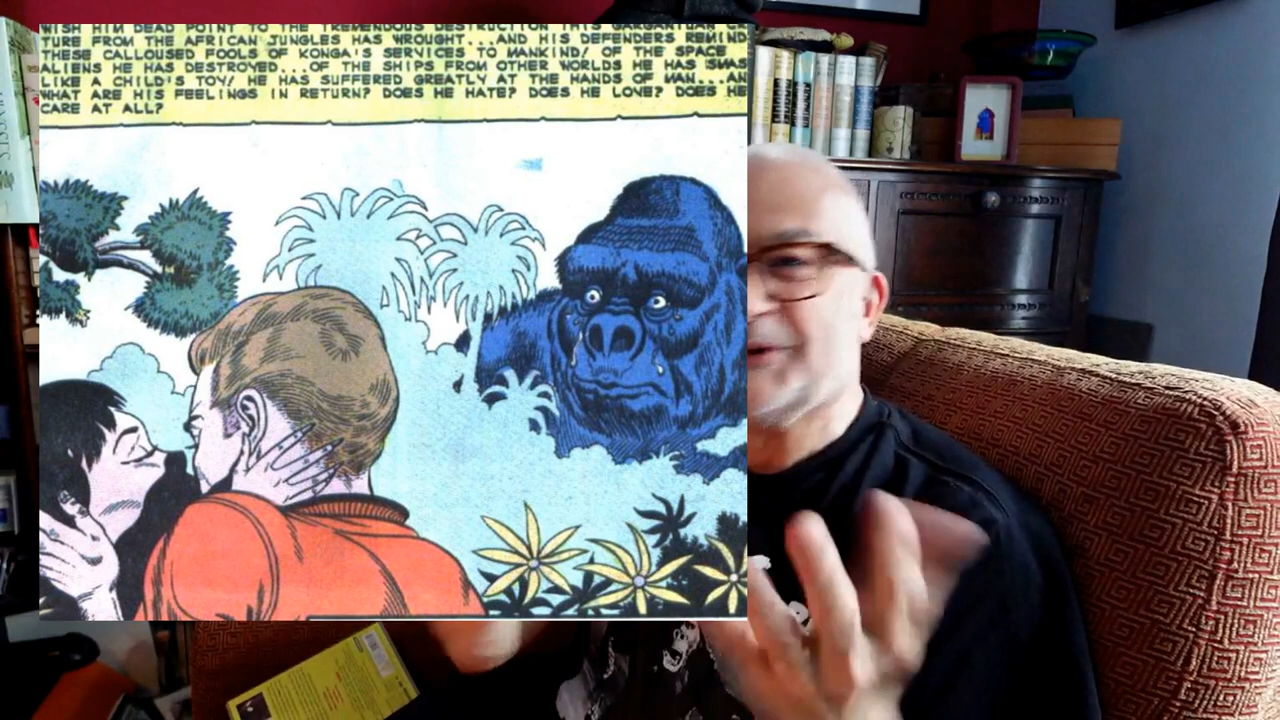 WISH HIM DEAD POINT TO THE TREMENDOUS DESTRUCTION THIS GARGANTUAN
TURE FROM THE AFRICAN JUNGLES HAS WROUGHT...AND HIS DEFENDERS REMIND
THESE CALLOUSED FOOLS OF KONGA'S SERVICES TO MANKIND! OF THE SPACE
ALIENS HE HAS DESTROYED...OF THE SHIPS FROM OTHER WORLDS HE HAS SMAS
LIKE A CHILD'S TOY! HE HAS SUFFERED GREATLY AT THE HANDS OF MAN...AN
WHAT ARE HIS FEELINGS IN RETURN? DOES HE HATE? DOES HE LOVE? DOES HE
CARE AT ALL?